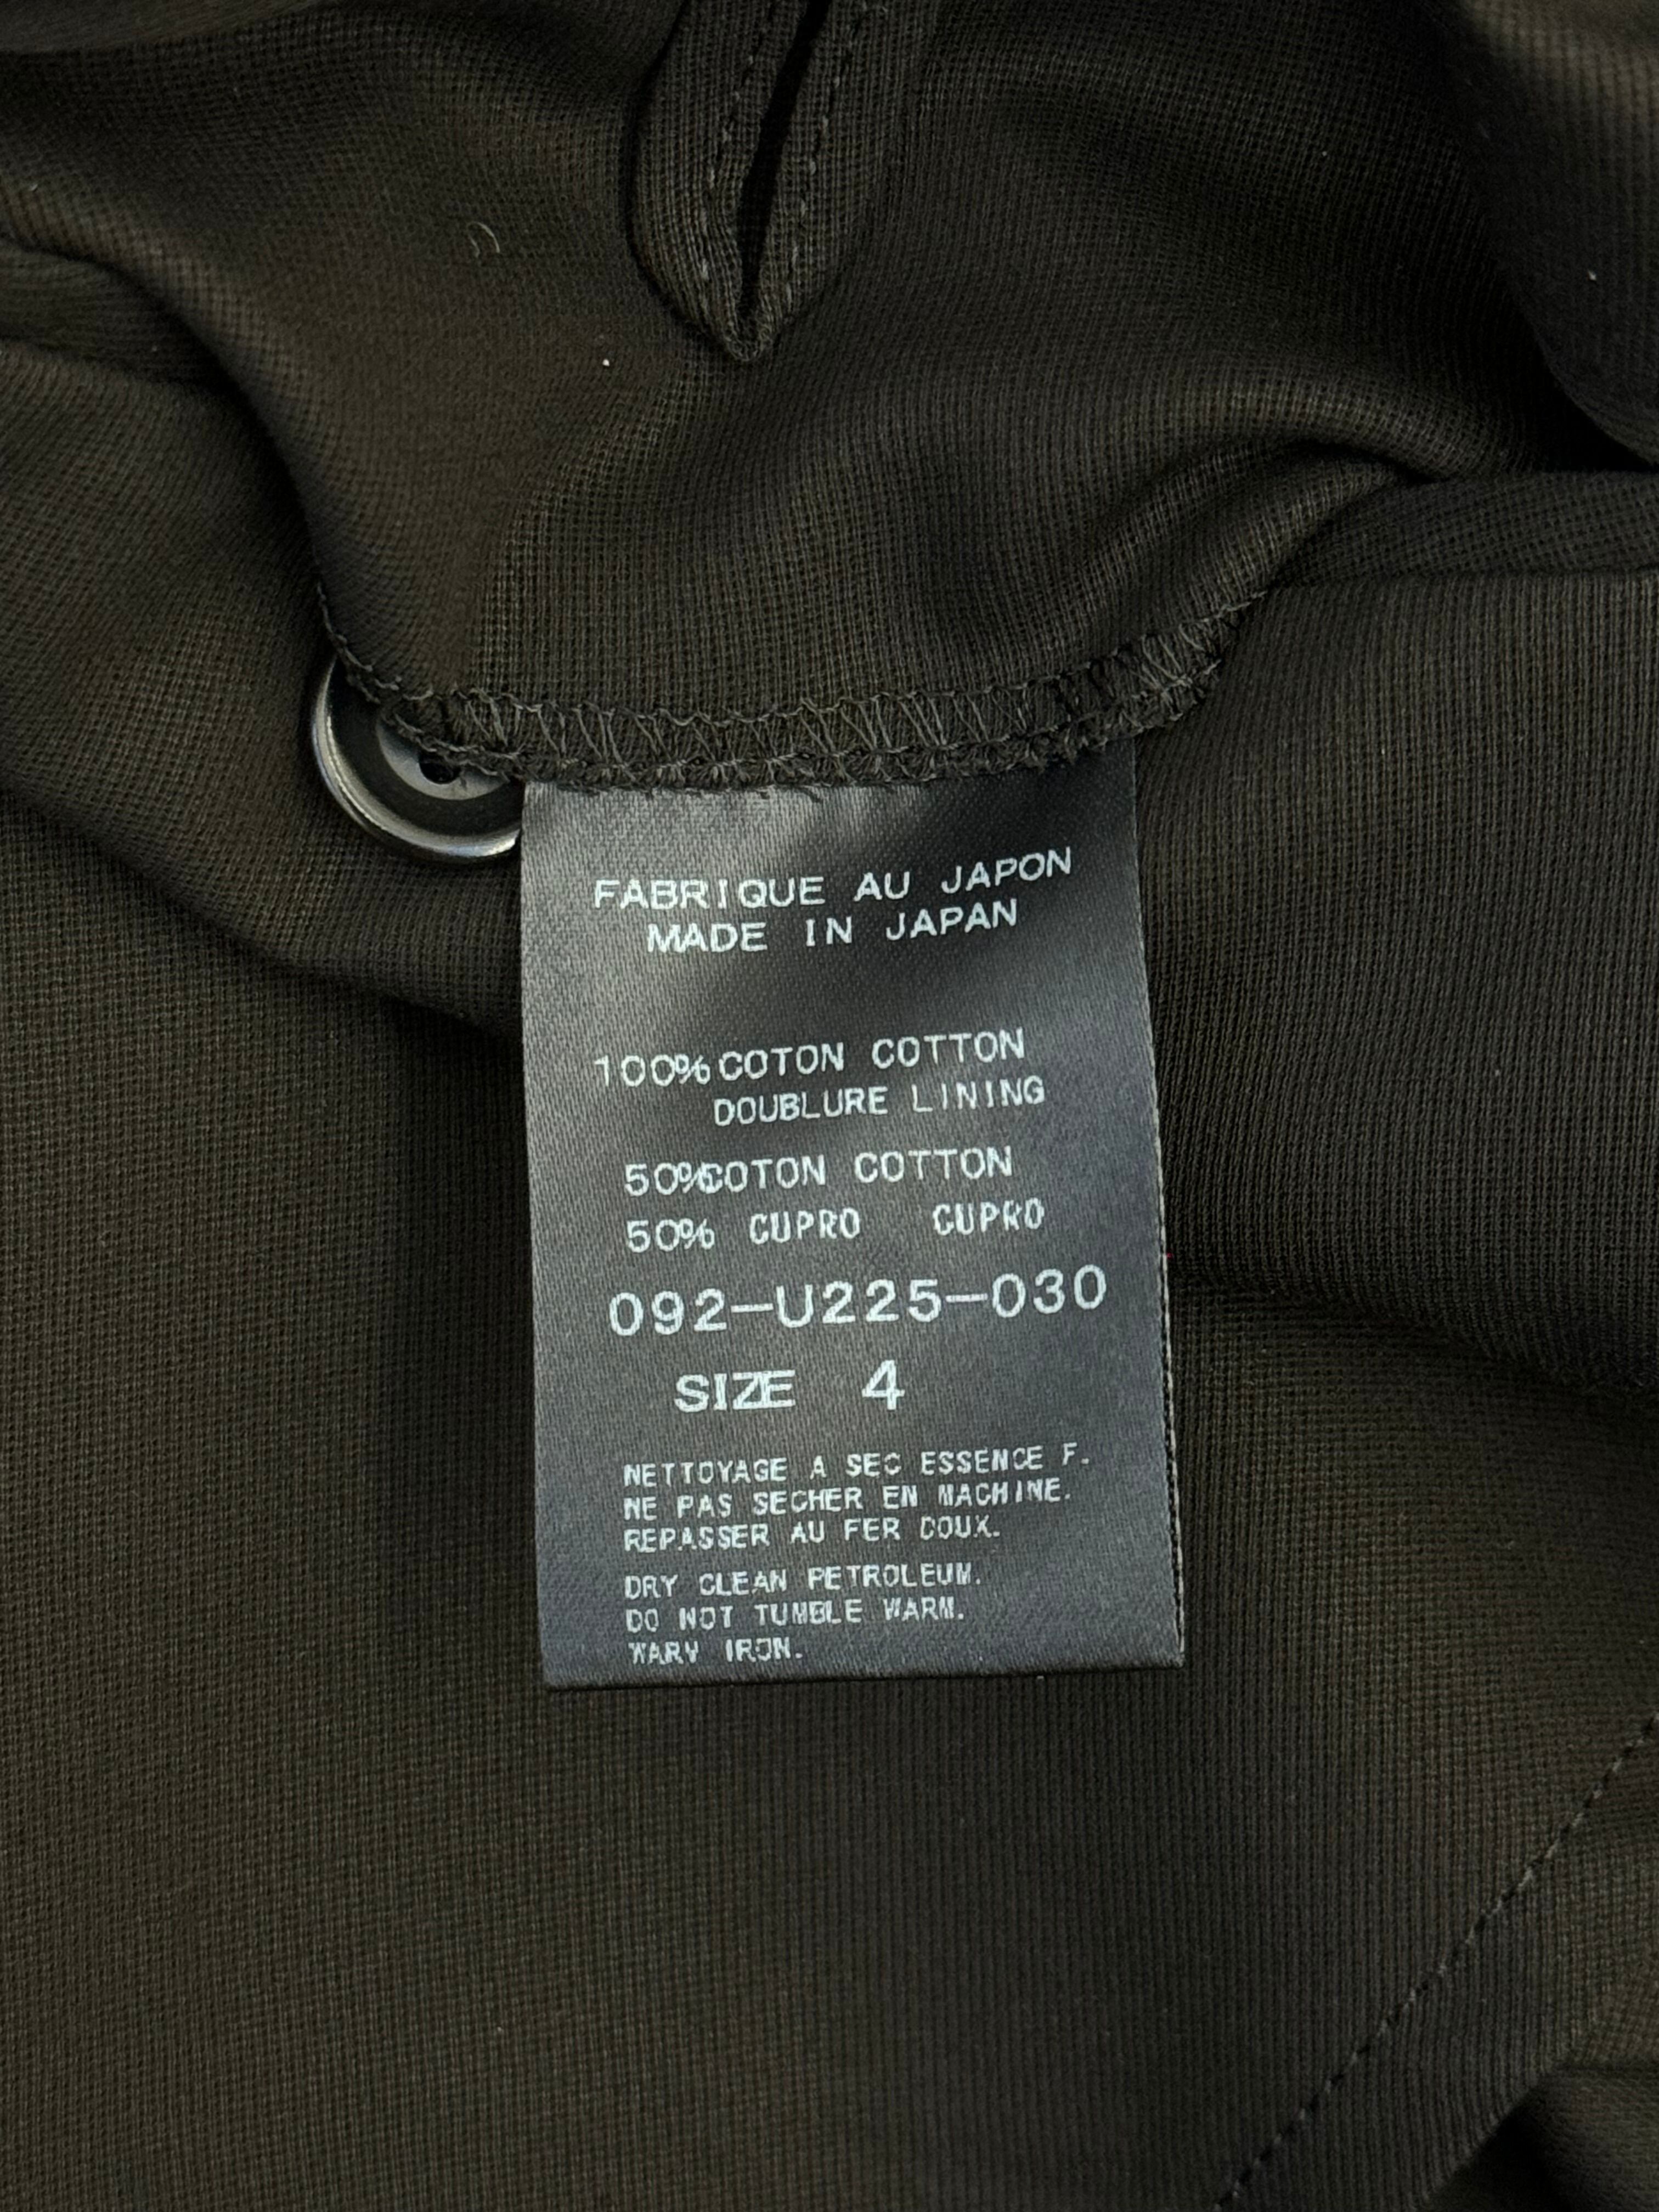 FABRIQUE AU JAPON
MADE IN JAPAN
100% COTON COTTON
DOUBLURE LINING
50% COTON COTTON
50% CUPRO CUPRO
092-U225-030
SIZE 4
NETTOYAGE A SEC ESSENCE F.
NE PAS SECHER EN MACHINE.
REPASSER AU FER DOUX.
DRY CLEAN PETROLEUM.
DO NOT TUMBLE WARM.
WARM IRON.